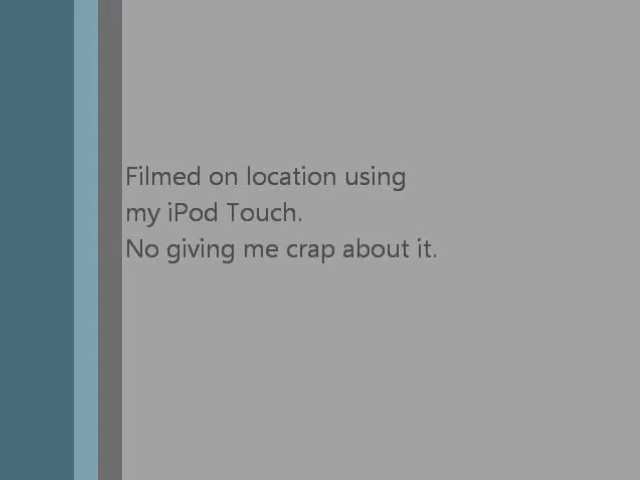 Filmed on location using
my iPod Touch.
No giving me crap about it.